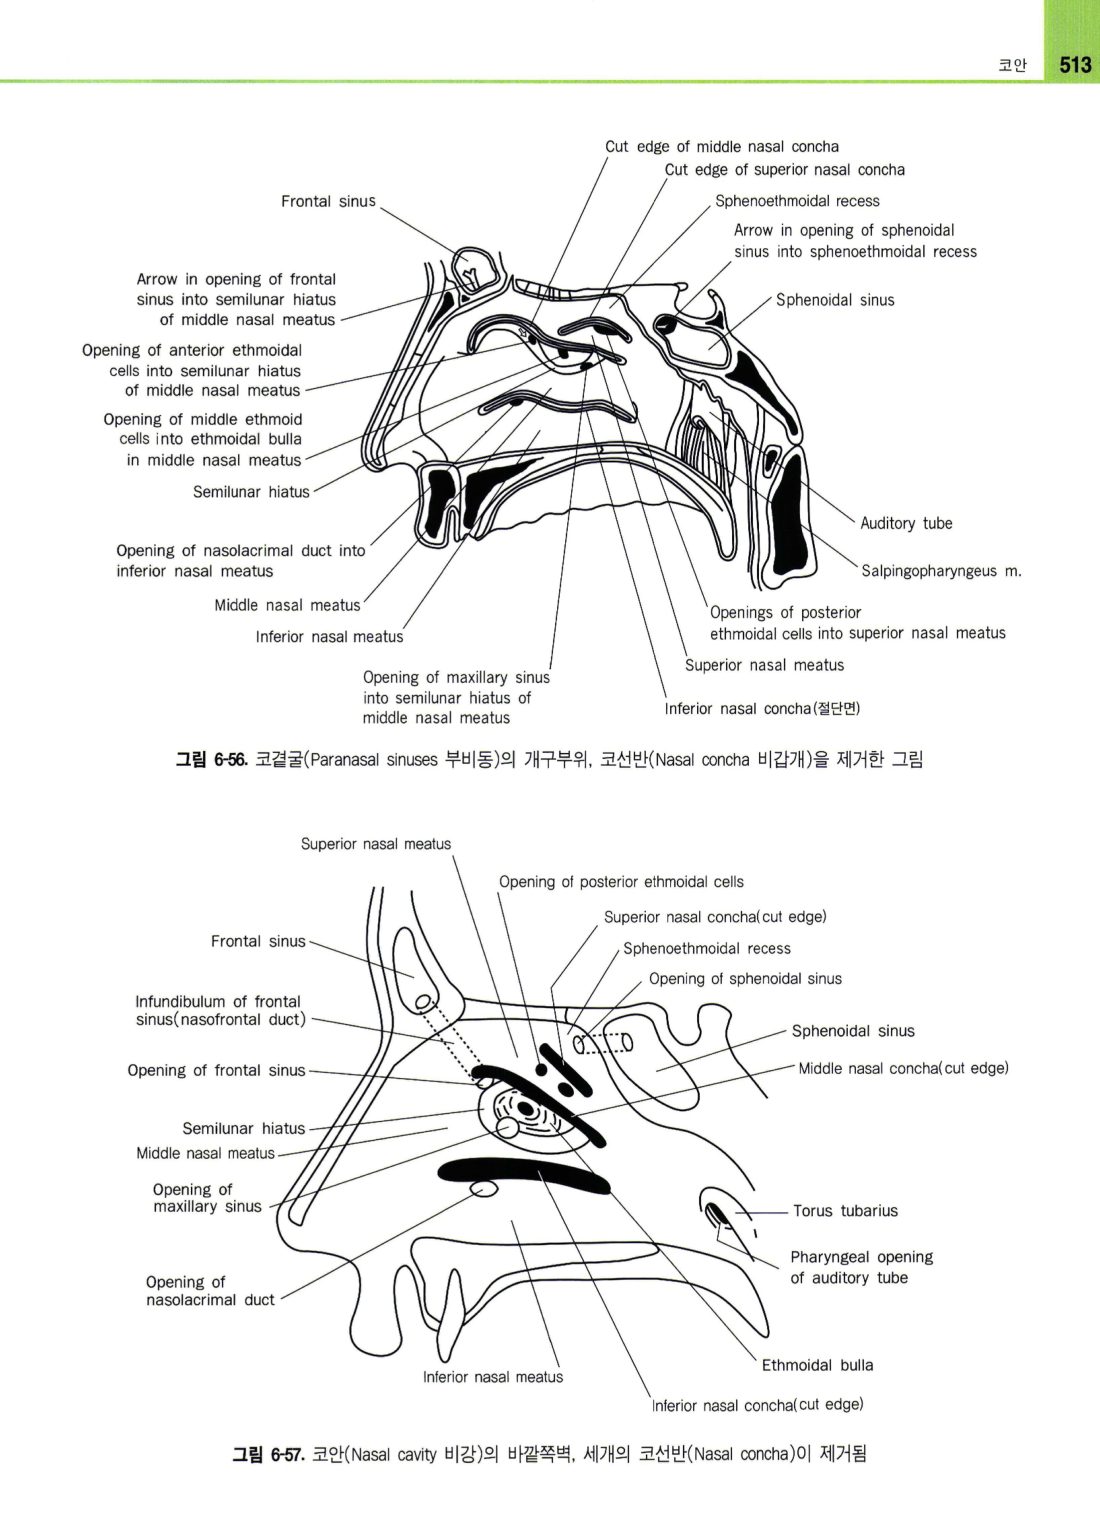 코안 513
Cut edge of middle nasal concha
Cut edge of superior nasal concha
Frontal sinus
Sphenoethmoidal recess
Arrow in opening of sphenoidal
sinus into sphenoethmoidal recess
Arrow in opening of frontal
sinus into semilunar hiatus
of middle nasal meatus
Sphenoidal sinus
Opening of anterior ethmoidal
cells into semilunar hiatus
of middle nasal meatus
Opening of middle ethmoid
cells into ethmoidal bulla
in middle nasal meatus
Semilunar hiatus
Auditory tube
Opening of nasolacrimal duct into
inferior nasal meatus
Salpingopharyngeus m.
Middle nasal meatus
Openings of posterior
ethmoidal cells into superior nasal meatus
Inferior nasal meatus
Superior nasal meatus
Opening of maxillary sinus
into semilunar hiatus of
middle nasal meatus
Inferior nasal concha(절단면)
그림 6-56. 코곁굴(Paranasal sinuses 부비동)의 개구부위, 코선반(Nasal concha 비갑개)을 제거한 그림
Superior nasal meatus
Opening of posterior ethmoidal cells
Superior nasal concha(cut edge)
Frontal sinus
Sphenoethmoidal recess
Opening of sphenoidal sinus
Infundibulum of frontal
sinus(nasofrontal duct)
Sphenoidal sinus
Opening of frontal sinus
Middle nasal concha(cut edge)
Semilunar hiatus
Middle nasal meatus
Opening of
maxillary sinus
Torus tubarius
Pharyngeal opening
of auditory tube
Opening of
nasolacrimal duct
Ethmoidal bulla
Inferior nasal meatus
Inferior nasal concha(cut edge)
그림 6-57. 코안(Nasal cavity 비강)의 바깥쪽벽, 세개의 코선반(Nasal concha)이 제거됨